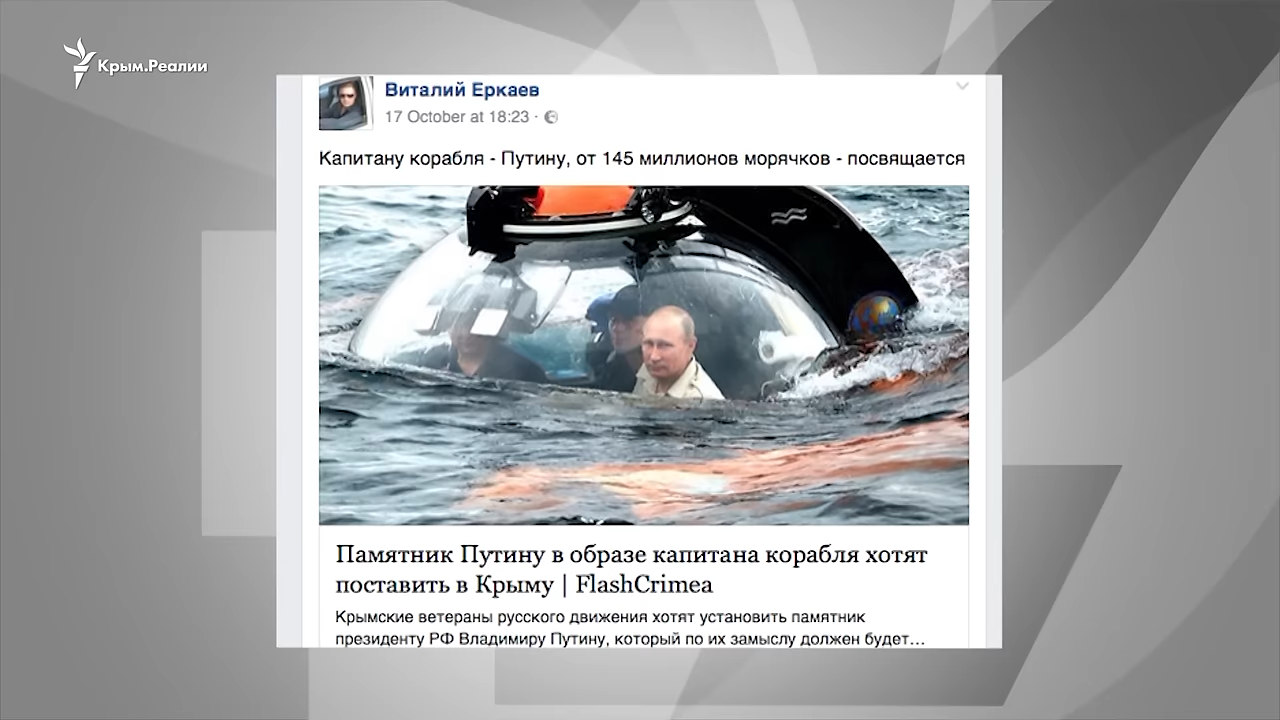 Крым.Реалии
Виталий Еркаев
17 October at 18:23 ·
Капитану корабля - Путину, от 145 миллионов морячков - посвящается
Памятник Путину в образе капитана корабля хотят
поставить в Крыму | FlashCrimea
Крымские ветераны русского движения хотят установить памятник
президенту РФ Владимиру Путину, который по их замыслу должен будет...